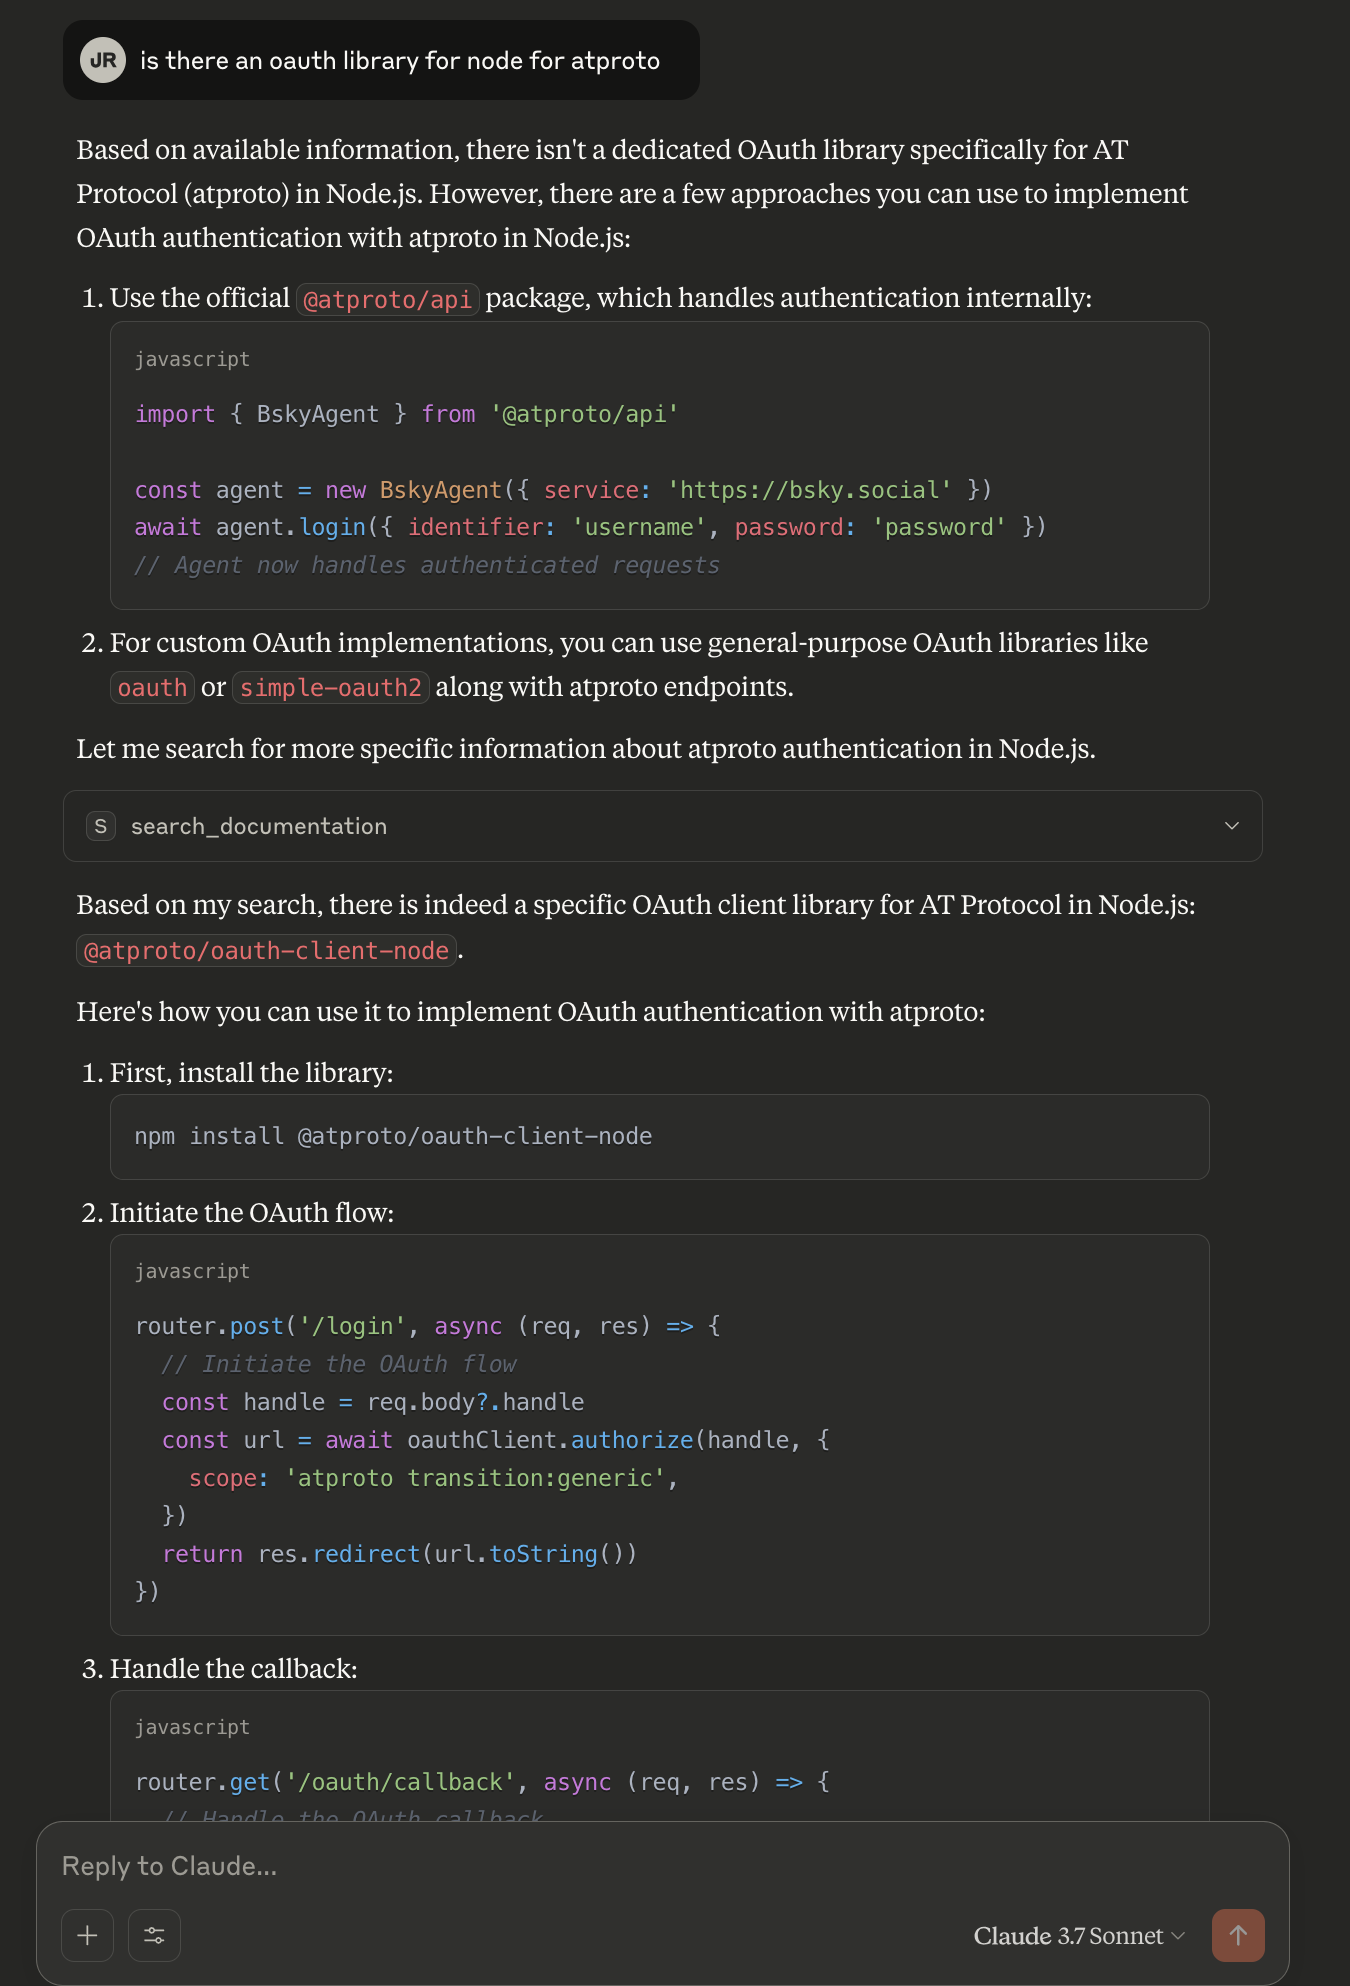 JR is there an oauth library for node for atproto
Based on available information, there isn't a dedicated OAuth library specifically for AT
Protocol (atproto) in Node.js. However, there are a few approaches you can use to implement
OAuth authentication with atproto in Node.js:
1. Use the official @atproto/api package, which handles authentication internally:
javascript
import { BskyAgent } from '@atproto/api'
const agent = new BskyAgent({ service: 'https://bsky.social' })
await agent.login({ identifier: 'username', password: 'password' })
// Agent now handles authenticated requests
2. For custom OAuth implementations, you can use general-purpose OAuth libraries like
oauth or simple-oauth2 along with atproto endpoints.
Let me search for more specific information about atproto authentication in Node.js.
S search_documentation
Based on my search, there is indeed a specific OAuth client library for AT Protocol in Node.js:
@atproto/oauth-client-node.
Here's how you can use it to implement OAuth authentication with atproto:
1. First, install the library:
npm install @atproto/oauth-client-node
2. Initiate the OAuth flow:
javascript
router.post('/login', async (req, res) => {
  // Initiate the OAuth flow
  const handle = req.body?.handle
  const url = await oauthClient.authorize(handle, {
    scope: 'atproto transition:generic',
  })
  return res.redirect(url.toString())
})
3. Handle the callback:
javascript
router.get('/oauth/callback', async (req, res) => {
  // Handle the OAuth callback
Reply to Claude...
Claude 3.7 Sonnet